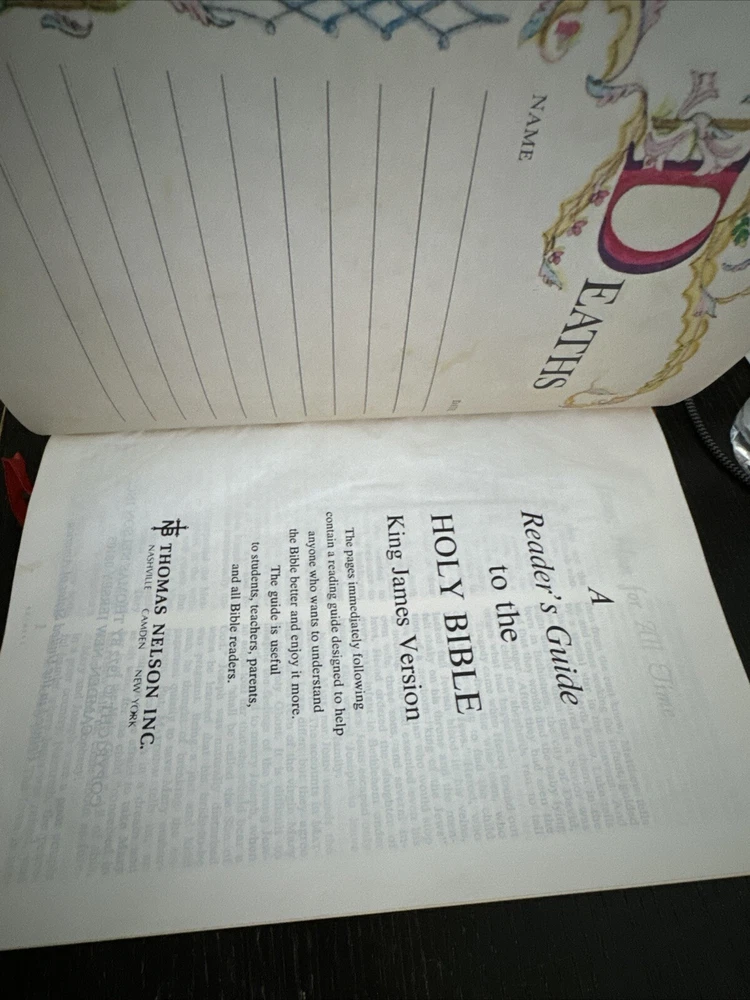 DEATHS
NAME
A
Reader's Guide
to the
HOLY BIBLE
King James Version
The pages immediately following
contain a reading guide designed to help
anyone who wants to understand
the Bible better and enjoy it more.
The guide is useful
to students, teachers, parents,
and all Bible readers.
THOMAS NELSON INC.
NASHVILLE CAMDEN NEW YORK